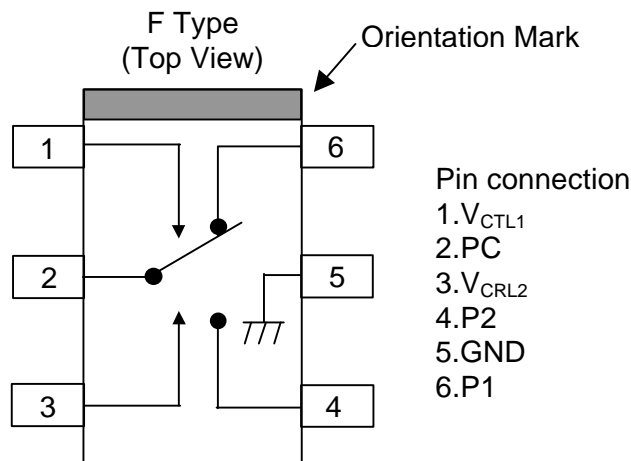 F Type
(Top View)
Orientation Mark
1
6
2
5
3
4
Pin connection
1.VCTL1
2.PC
3.VCRL2
4.P2
5.GND
6.P1